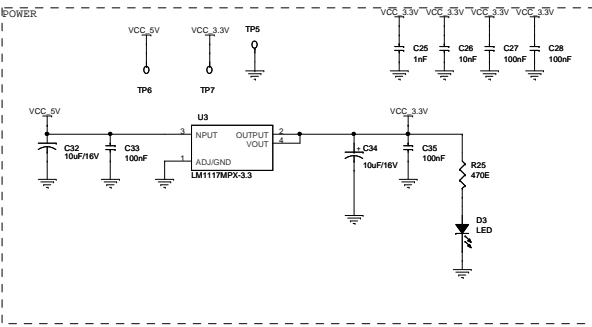 POWER
VCC_5V
VCC_3.3V
TP5
TP6
TP7
VCC_3.3V VCC_3.3V VCC_3.3V VCC_3.3V
C25
1nF
C26
10nF
C27
100nF
C28
100nF
VCC_5V
C32
10uF/16V
C33
100nF
U3
3 NPUT OUTPUT 2
VOUT 4
1 ADJ/GND
LM1117MPX-3.3
VCC_3.3V
+ C34
10uF/16V
C35
100nF
R25
470E
D3
LED